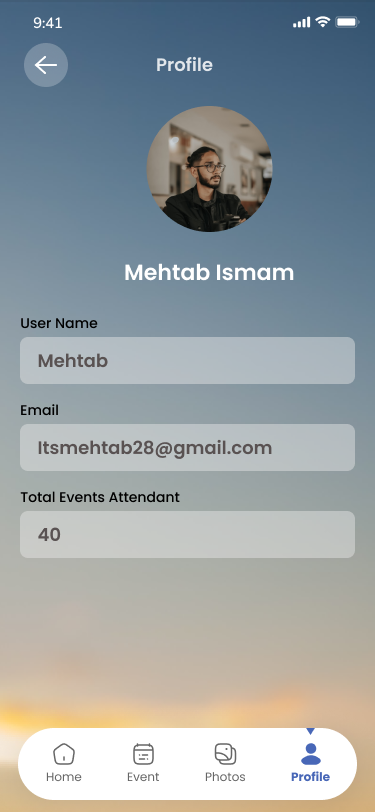 9:41
Profile
Mehtab Ismam
User Name
Mehtab
Email
Itsmehtab28@gmail.com
Total Events Attendant
40
Home Event Photos Profile